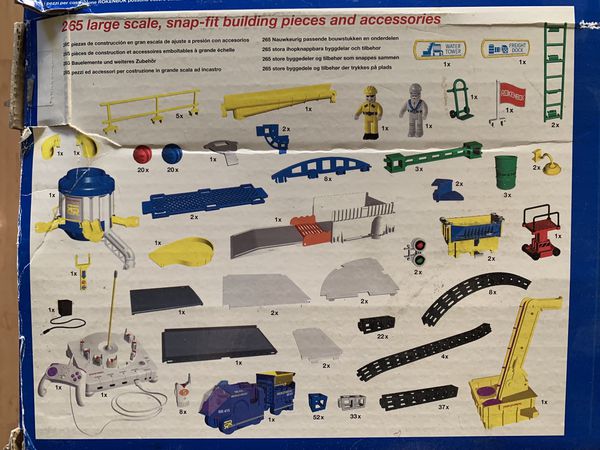 265 large scale, snap-fit building pieces and accessories
265 piezas de construcción en gran escala de ajuste a presión con accesorios
265 pièces de construction et accessoires emboîtables à grande échelle
265 Bauelemente und weiteres Zubehör
265 pezzi ed accessori per costruzione in grande scala ad incastro
265 Nauwkeurig passende bouwstukken en onderdelen
265 stora ihopknappbara byggdelar och tilbehor
265 store byggedeler og tilbehør som snappes sammen
265 store byggedele og tilbehør der trykkes på plads
WATER TOWER
1x
FREIGHT DOCK
1x
ROKENBOK
5x
1x
1x
1x
1x
1x
2x
1x
1x
20x
20x
1x
2x
8x
3x
2x
3x
2x
1x
2x
1x
1x
2x
2x
1x
1x
1x
1x
2x
2x
8x
1x
1x
2x
22x
4x
1x
1x
8x
1x
52x
33x
37x
1x